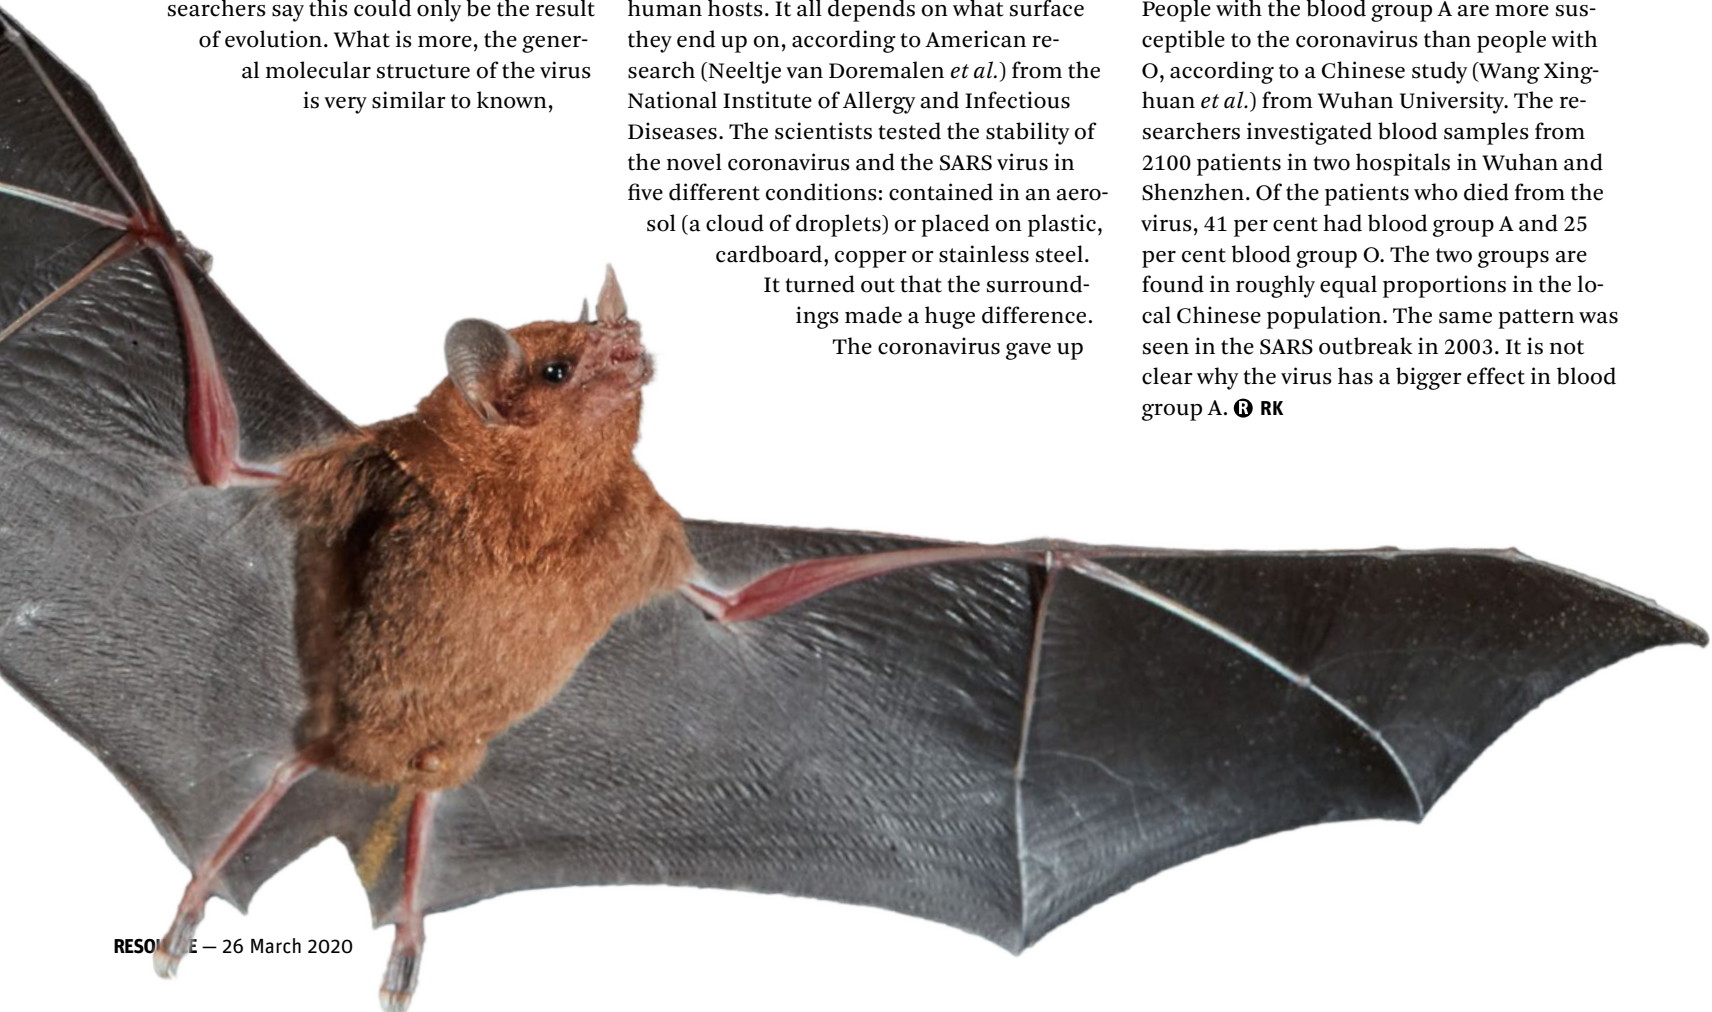 searchers say this could only be the result
of evolution. What is more, the gener-
al molecular structure of the virus
is very similar to known,
human hosts. It all depends on what surface
they end up on, according to American re-
search (Neeltje van Doremalen et al.) from the
National Institute of Allergy and Infectious
Diseases. The scientists tested the stability of
the novel coronavirus and the SARS virus in
five different conditions: contained in an aero-
sol (a cloud of droplets) or placed on plastic,
cardboard, copper or stainless steel.
It turned out that the surround-
ings made a huge difference.
The coronavirus gave up
People with the blood group A are more sus-
ceptible to the coronavirus than people with
O, according to a Chinese study (Wang Xing-
huan et al.) from Wuhan University. The re-
searchers investigated blood samples from
2100 patients in two hospitals in Wuhan and
Shenzhen. Of the patients who died from the
virus, 41 per cent had blood group A and 25
per cent blood group O. The two groups are
found in roughly equal proportions in the lo-
cal Chinese population. The same pattern was
seen in the SARS outbreak in 2003. It is not
clear why the virus has a bigger effect in blood
group A. R RK
— 26 March 2020